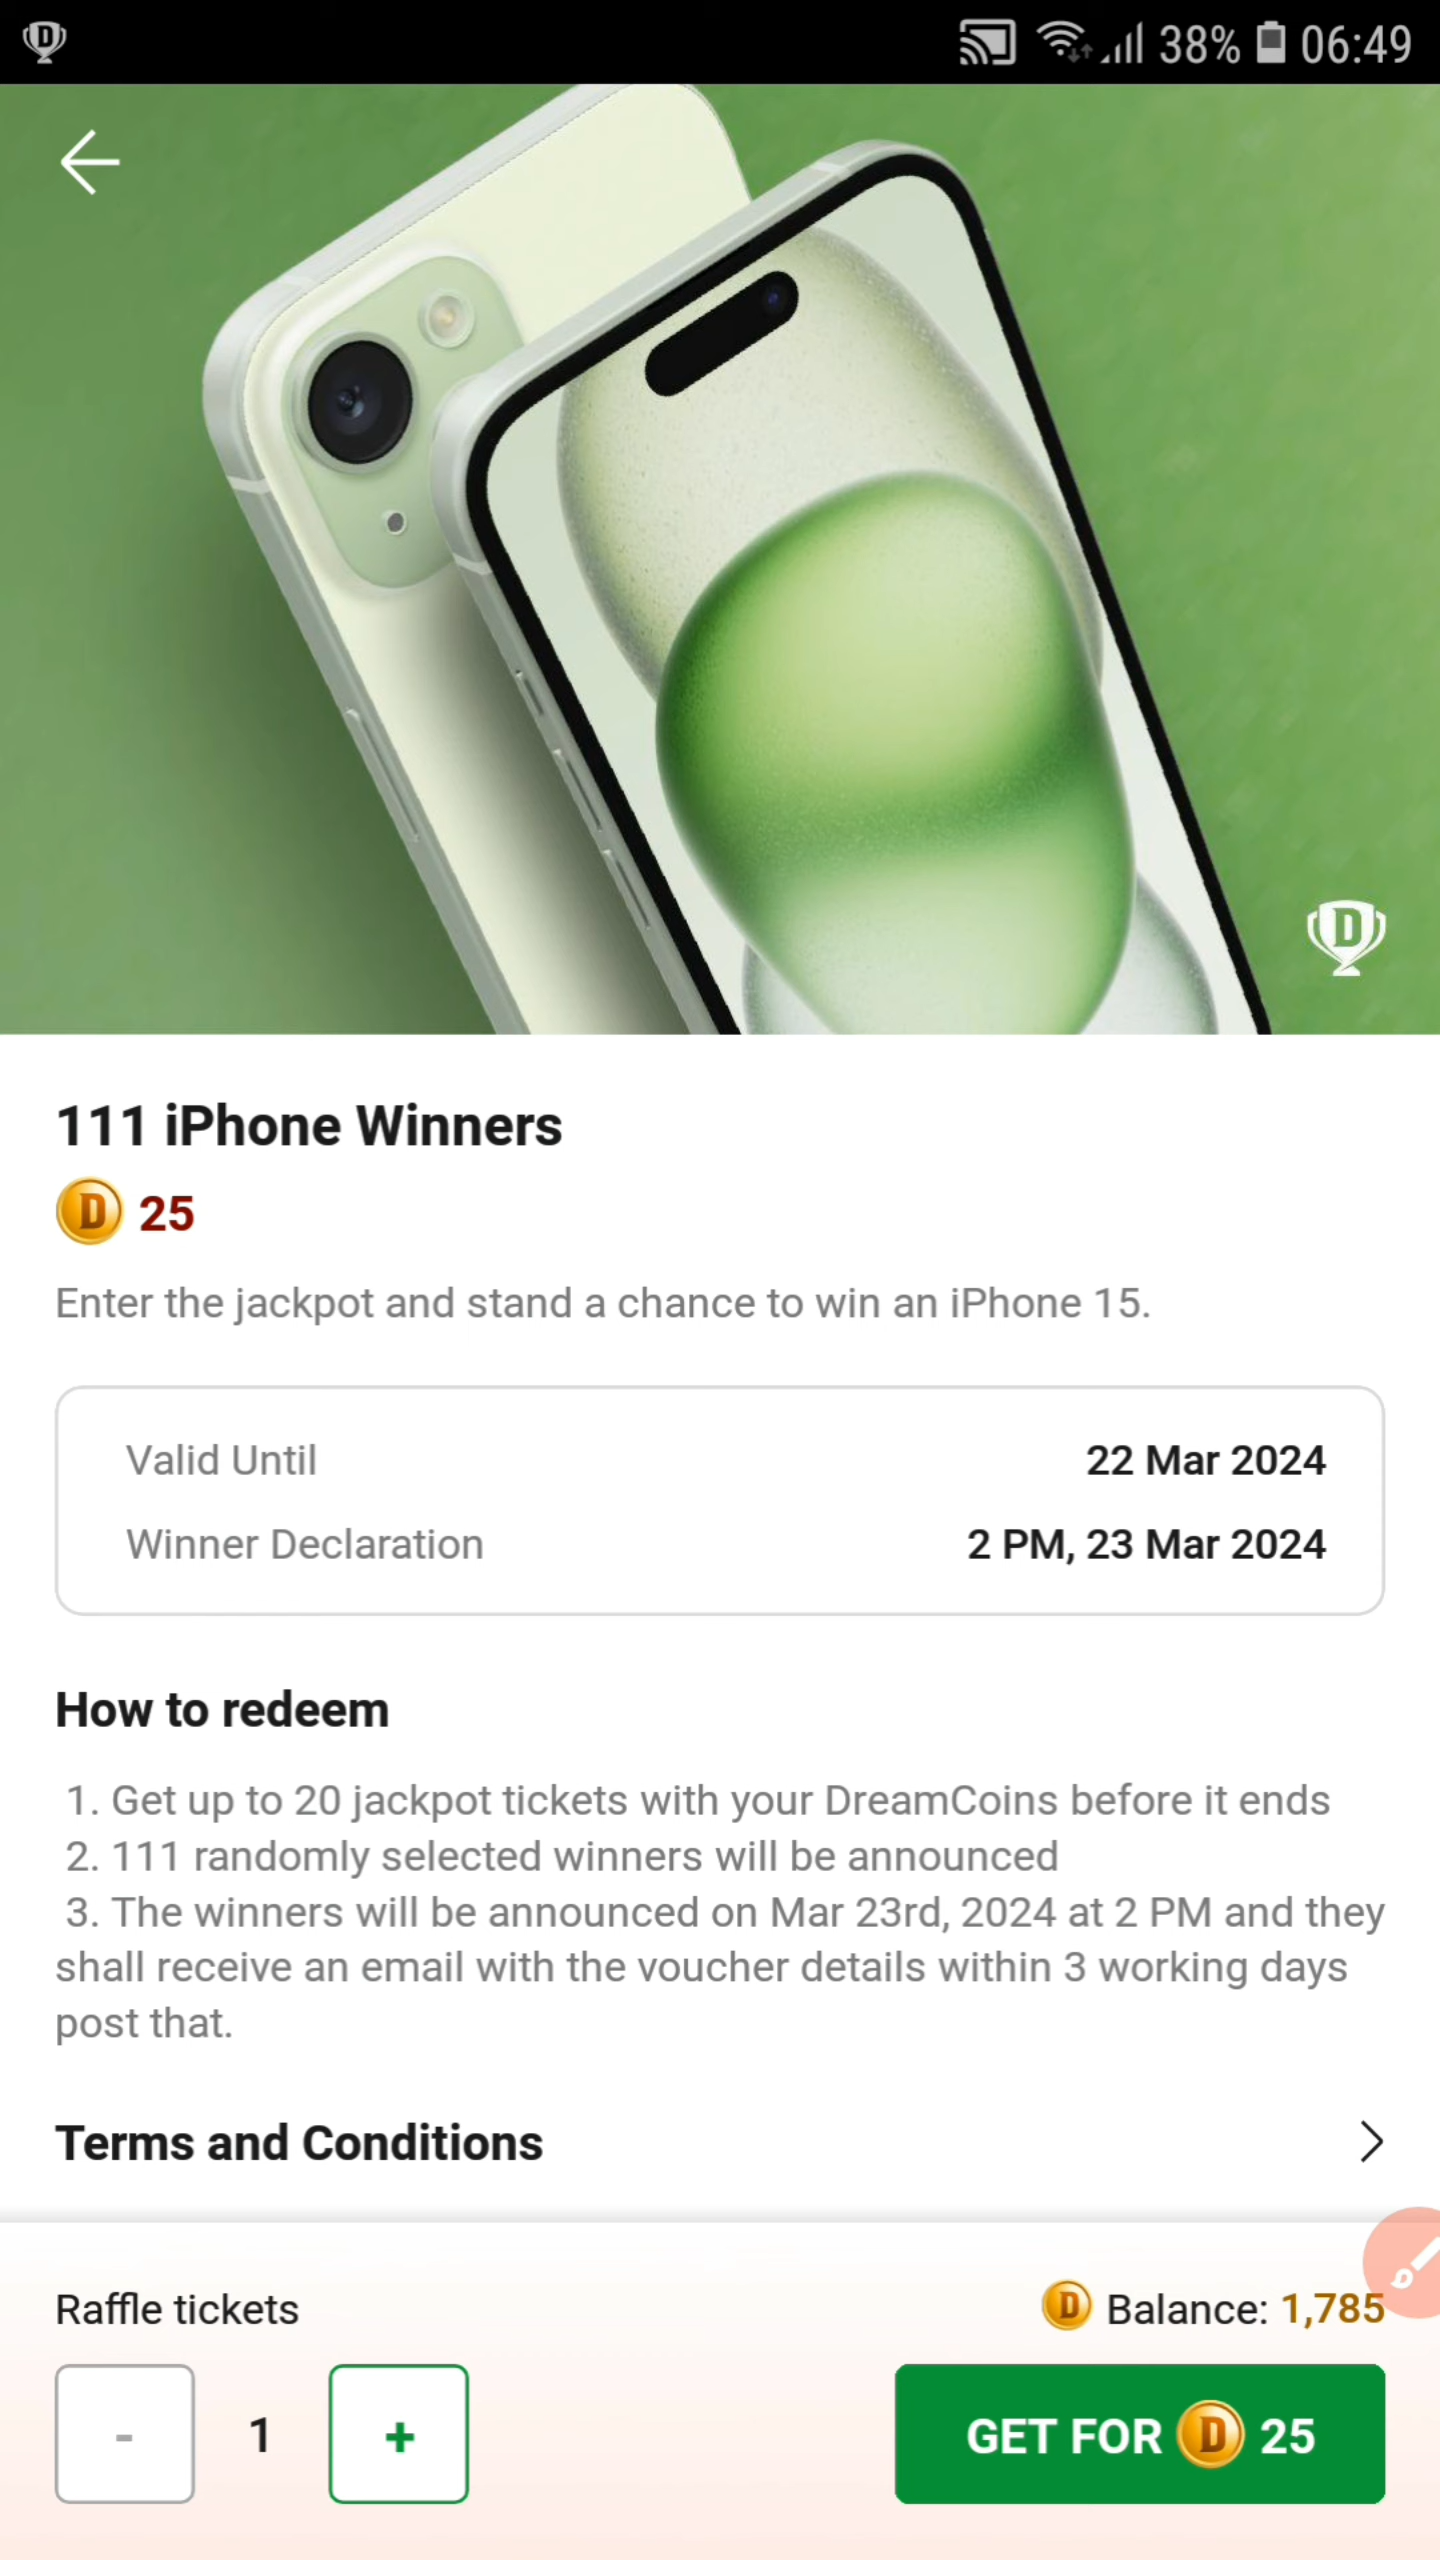 38% 06:49
111 iPhone Winners
D 25
Enter the jackpot and stand a chance to win an iPhone 15.
Valid Until 22 Mar 2024
Winner Declaration 2 PM, 23 Mar 2024
How to redeem
1. Get up to 20 jackpot tickets with your DreamCoins before it ends
2. 111 randomly selected winners will be announced
3. The winners will be announced on Mar 23rd, 2024 at 2 PM and they
shall receive an email with the voucher details within 3 working days
post that.
Terms and Conditions
Raffle tickets D Balance: 1,785
- 1 + GET FOR D 25